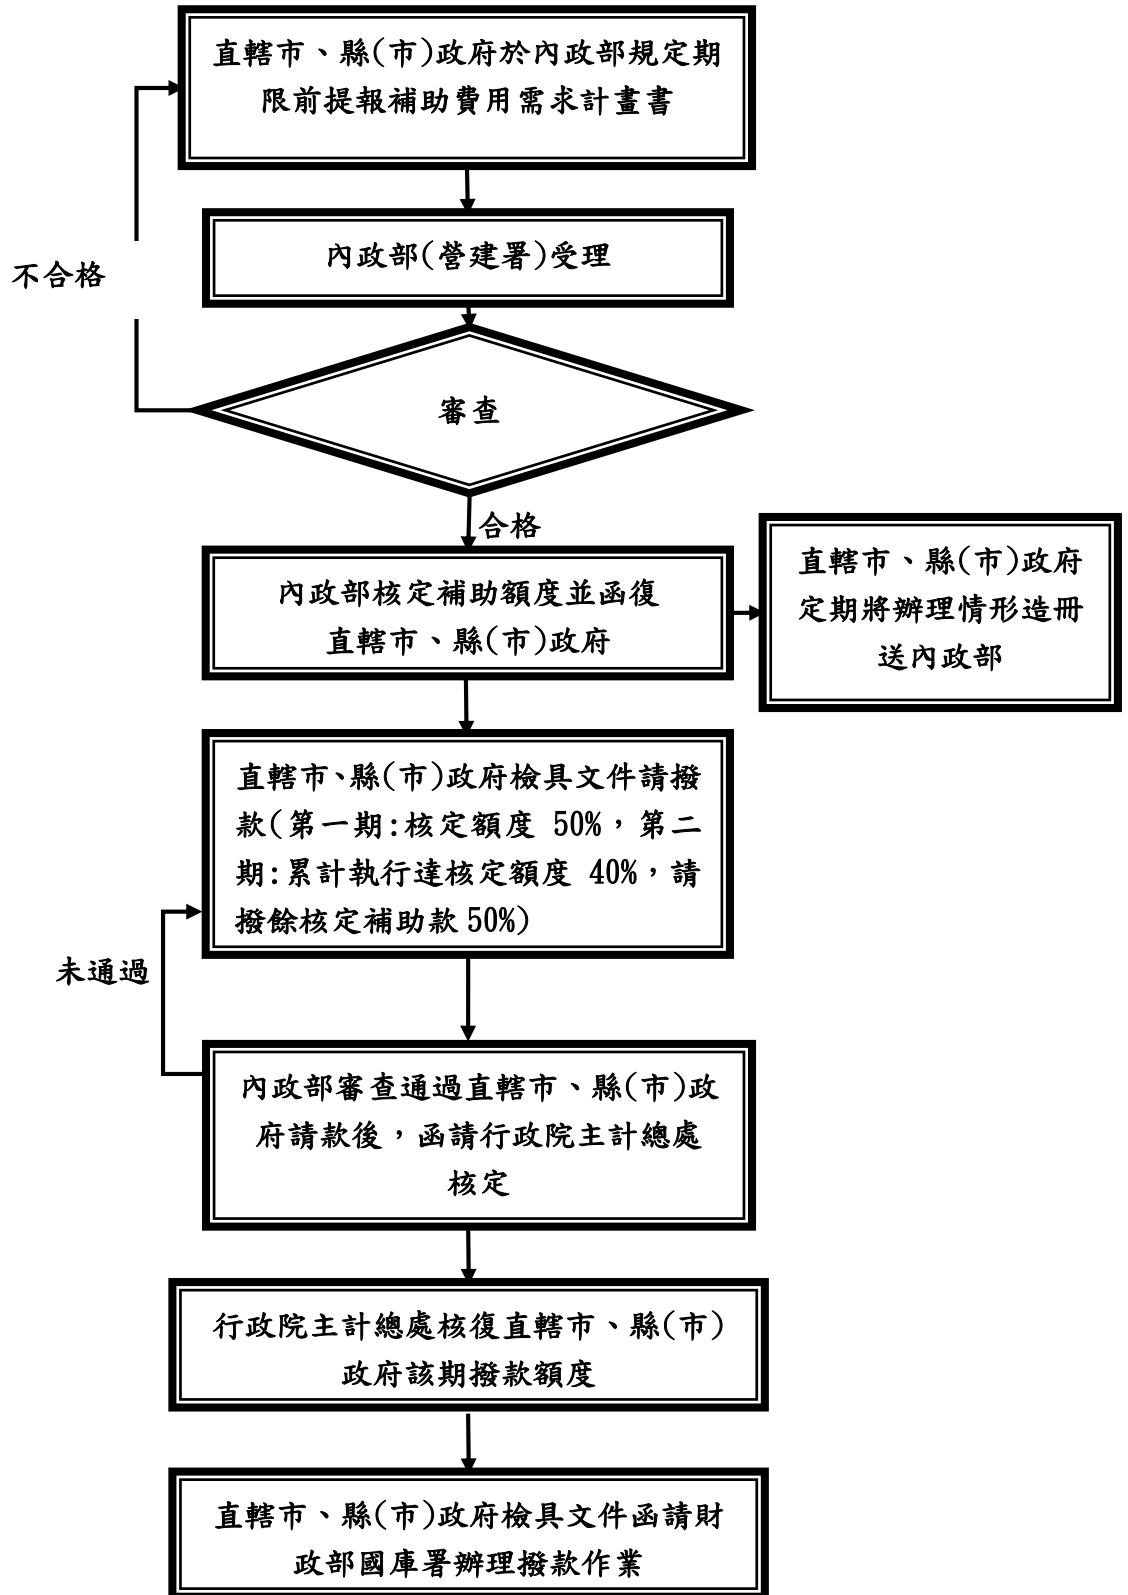 直轄市、縣(市)政府於內政部規定期
限前提報補助費用需求計畫書
內政部(營建署)受理
不合格
審查
合格
內政部核定補助額度並函復
直轄市、縣(市)政府
直轄市、縣(市)政府
定期將辦理情形造冊
送內政部
直轄市、縣(市)政府檢具文件請撥
款(第一期:核定額度 50%，第二
期:累計執行達核定額度 40%，請
撥餘核定補助款 50%)
未通過
內政部審查通過直轄市、縣(市)政
府請款後，函請行政院主計總處
核定
行政院主計總處核復直轄市、縣(市)
政府該期撥款額度
直轄市、縣(市)政府檢具文件函請財
政部國庫署辦理撥款作業